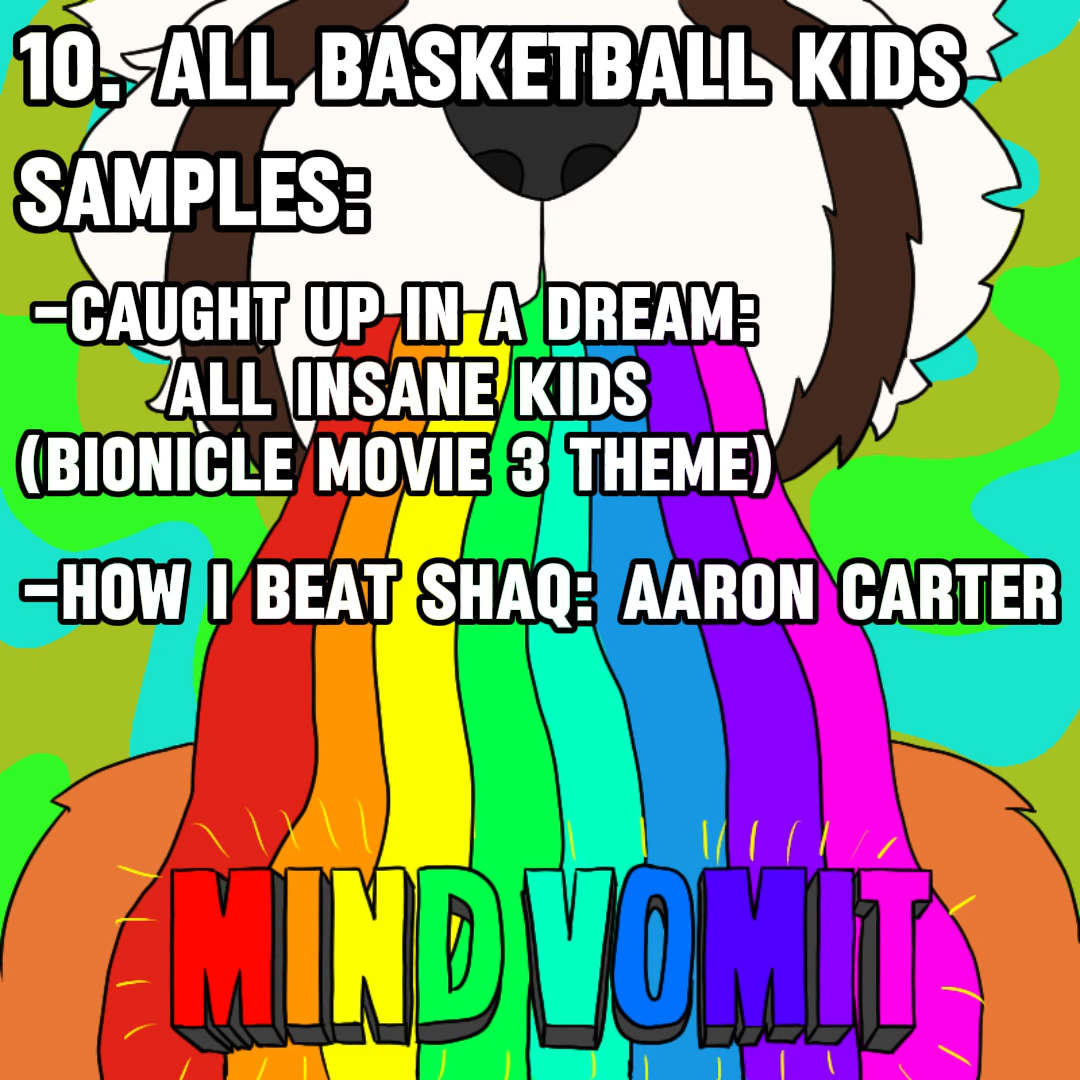 10. ALL BASKETBALL KIDS
SAMPLES:
-CAUGHT UP IN A DREAM:
ALL INSANE KIDS
(BIONICLE MOVIE 3 THEME)
-HOW I BEAT SHAQ: AARON CARTER
MIND VOMIT